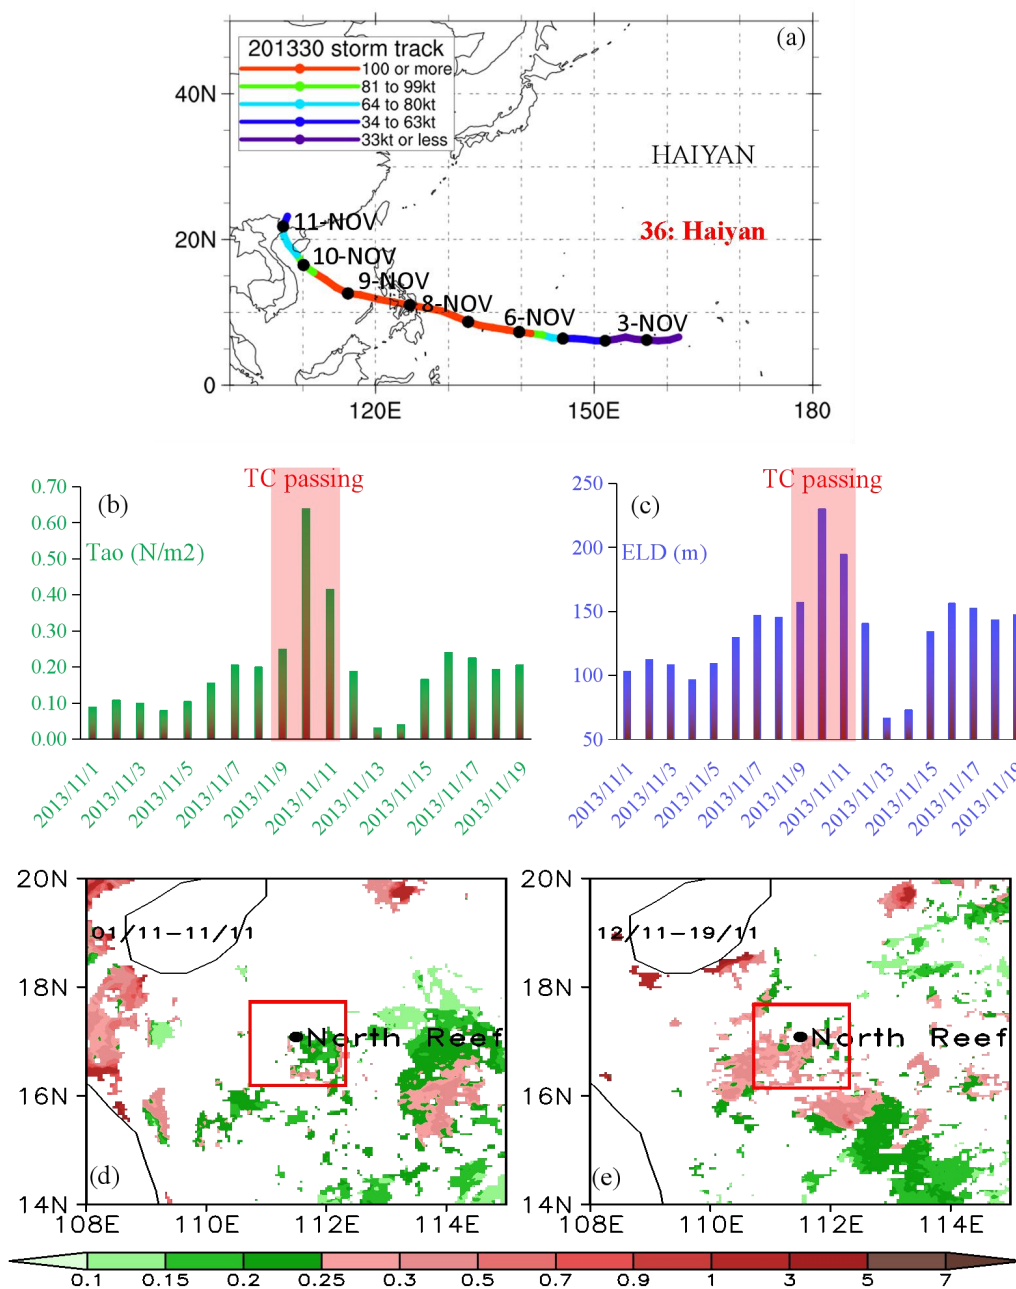 (a)
201330 storm track
100 or more
81 to 99kt
64 to 80kt
34 to 63kt
33kt or less
40N
20N
0
HAIYAN
36: Haiyan
11-NOV
10-NOV
9-NOV
8-NOV
6-NOV
3-NOV
120E
150E
180
TC passing
(b)
Tao (N/m2)
0.70
0.60
0.50
0.40
0.30
0.20
0.10
0.00
2013/11/1
2013/11/3
2013/11/5
2013/11/7
2013/11/9
2013/11/11
2013/11/13
2013/11/15
2013/11/17
2013/11/19
TC passing
(c)
ELD (m)
250
200
150
100
50
2013/11/1
2013/11/3
2013/11/5
2013/11/7
2013/11/9
2013/11/11
2013/11/13
2013/11/15
2013/11/17
2013/11/19
20N
18N
16N
14N
01/11-11/11
North Reef
(d)
108E
110E
112E
114E
20N
18N
16N
14N
12/11-19/11
North Reef
(e)
108E
110E
112E
114E
0.1 0.15 0.2 0.25 0.3 0.5 0.7 0.9 1 3 5 7